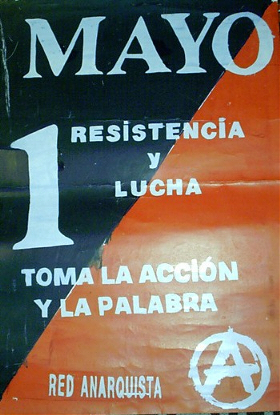 MAYO
1
RESISTENCIA
Y
LUCHA
TOMA LA ACCIÓN
Y LA PALABRA
RED ANARQUISTA
A